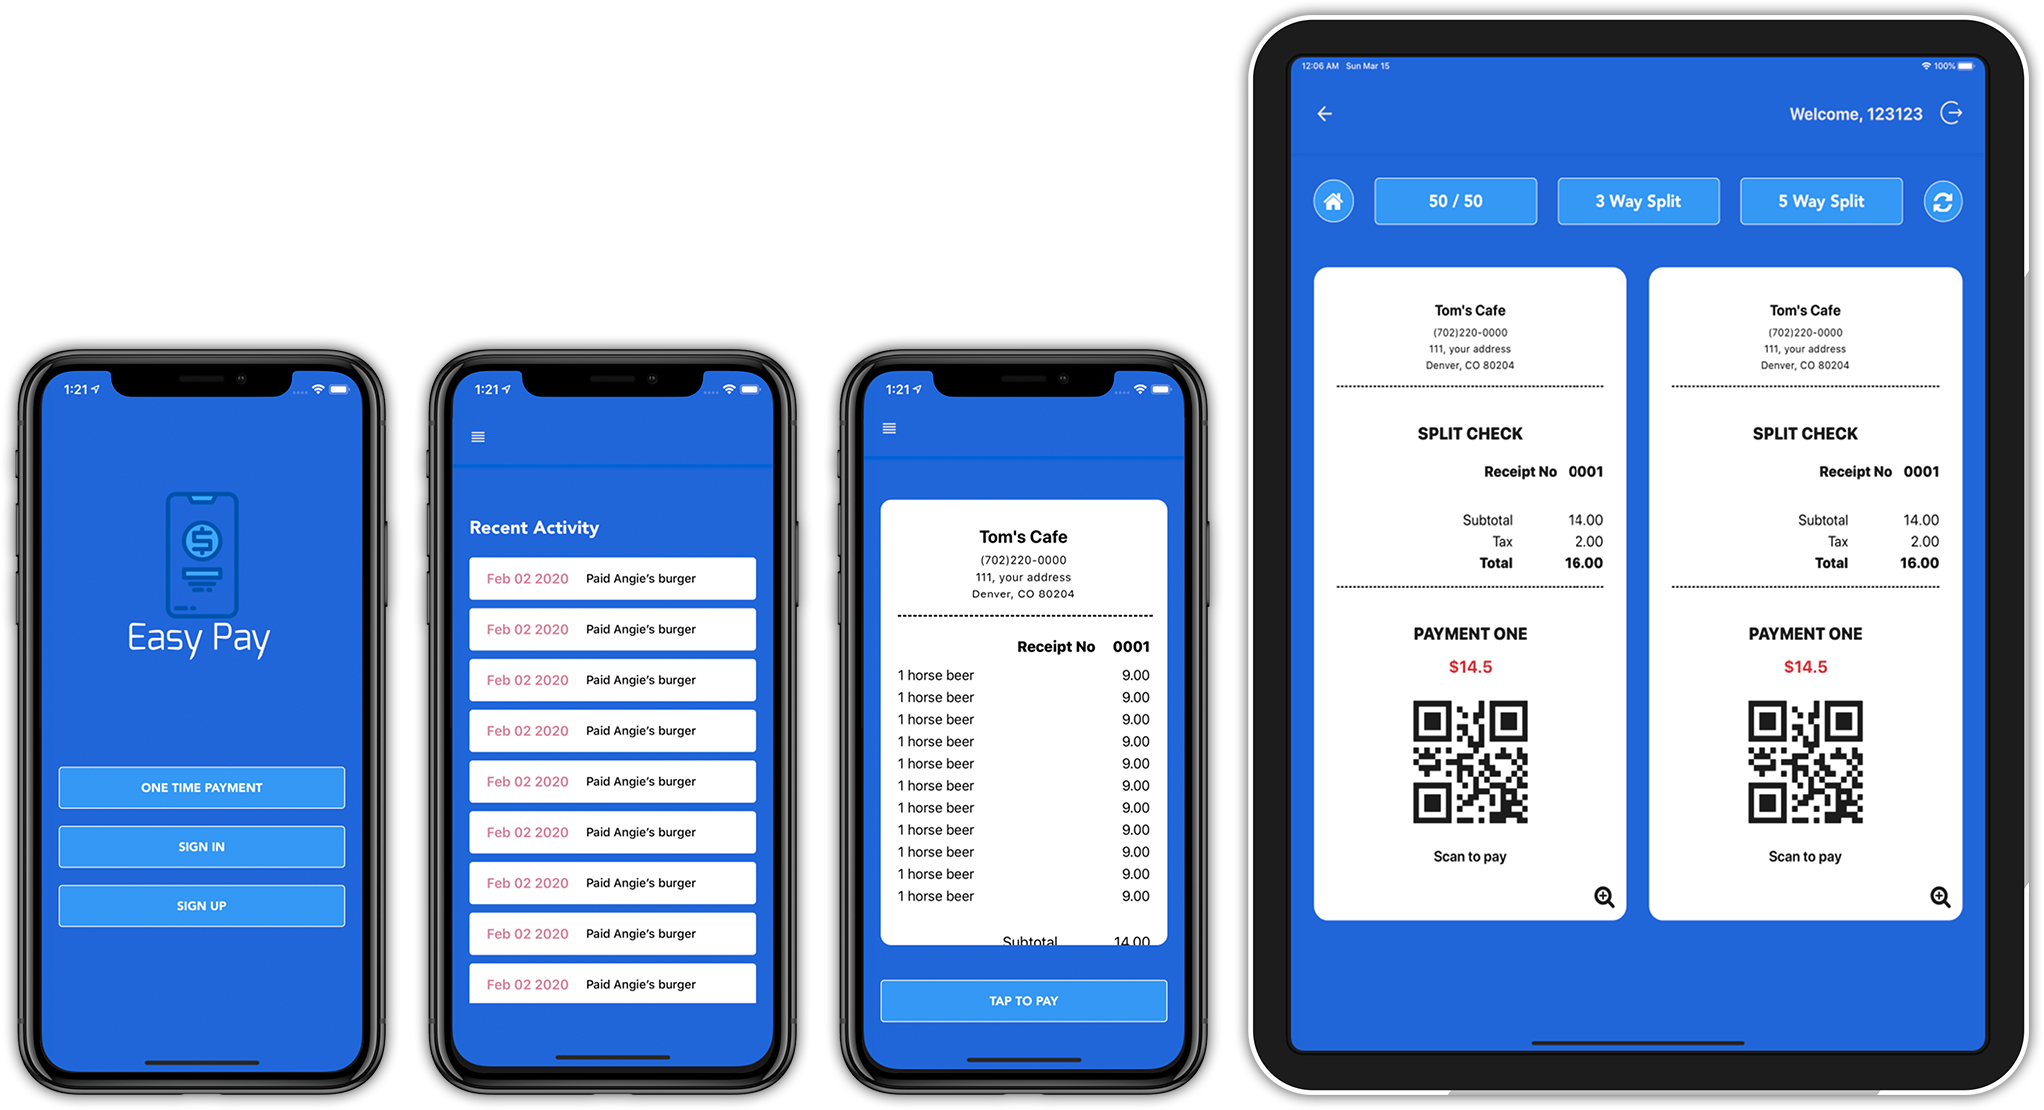 1:21
Easy Pay
ONE TIME PAYMENT
SIGN IN
SIGN UP
1:21
Recent Activity
Feb 02 2020 Paid Angie's burger
Feb 02 2020 Paid Angie's burger
Feb 02 2020 Paid Angie's burger
Feb 02 2020 Paid Angie's burger
Feb 02 2020 Paid Angie's burger
Feb 02 2020 Paid Angie's burger
Feb 02 2020 Paid Angie's burger
Feb 02 2020 Paid Angie's burger
Feb 02 2020 Paid Angie's burger
1:21
Tom's Cafe
(702)220-0000
111, your address
Denver, CO 80204
Receipt No 0001
1 horse beer 9.00
1 horse beer 9.00
1 horse beer 9.00
1 horse beer 9.00
1 horse beer 9.00
1 horse beer 9.00
1 horse beer 9.00
1 horse beer 9.00
1 horse beer 9.00
1 horse beer 9.00
1 horse beer 9.00
Subtotal 14.00
TAP TO PAY
12:06 AM Sun Mar 15 100%
Welcome, 123123
50 / 50 3 Way Split 5 Way Split
Tom's Cafe
(702)220-0000
111, your address
Denver, CO 80204
SPLIT CHECK
Receipt No 0001
Subtotal 14.00
Tax 2.00
Total 16.00
PAYMENT ONE
$14.5
Scan to pay
Tom's Cafe
(702)220-0000
111, your address
Denver, CO 80204
SPLIT CHECK
Receipt No 0001
Subtotal 14.00
Tax 2.00
Total 16.00
PAYMENT ONE
$14.5
Scan to pay